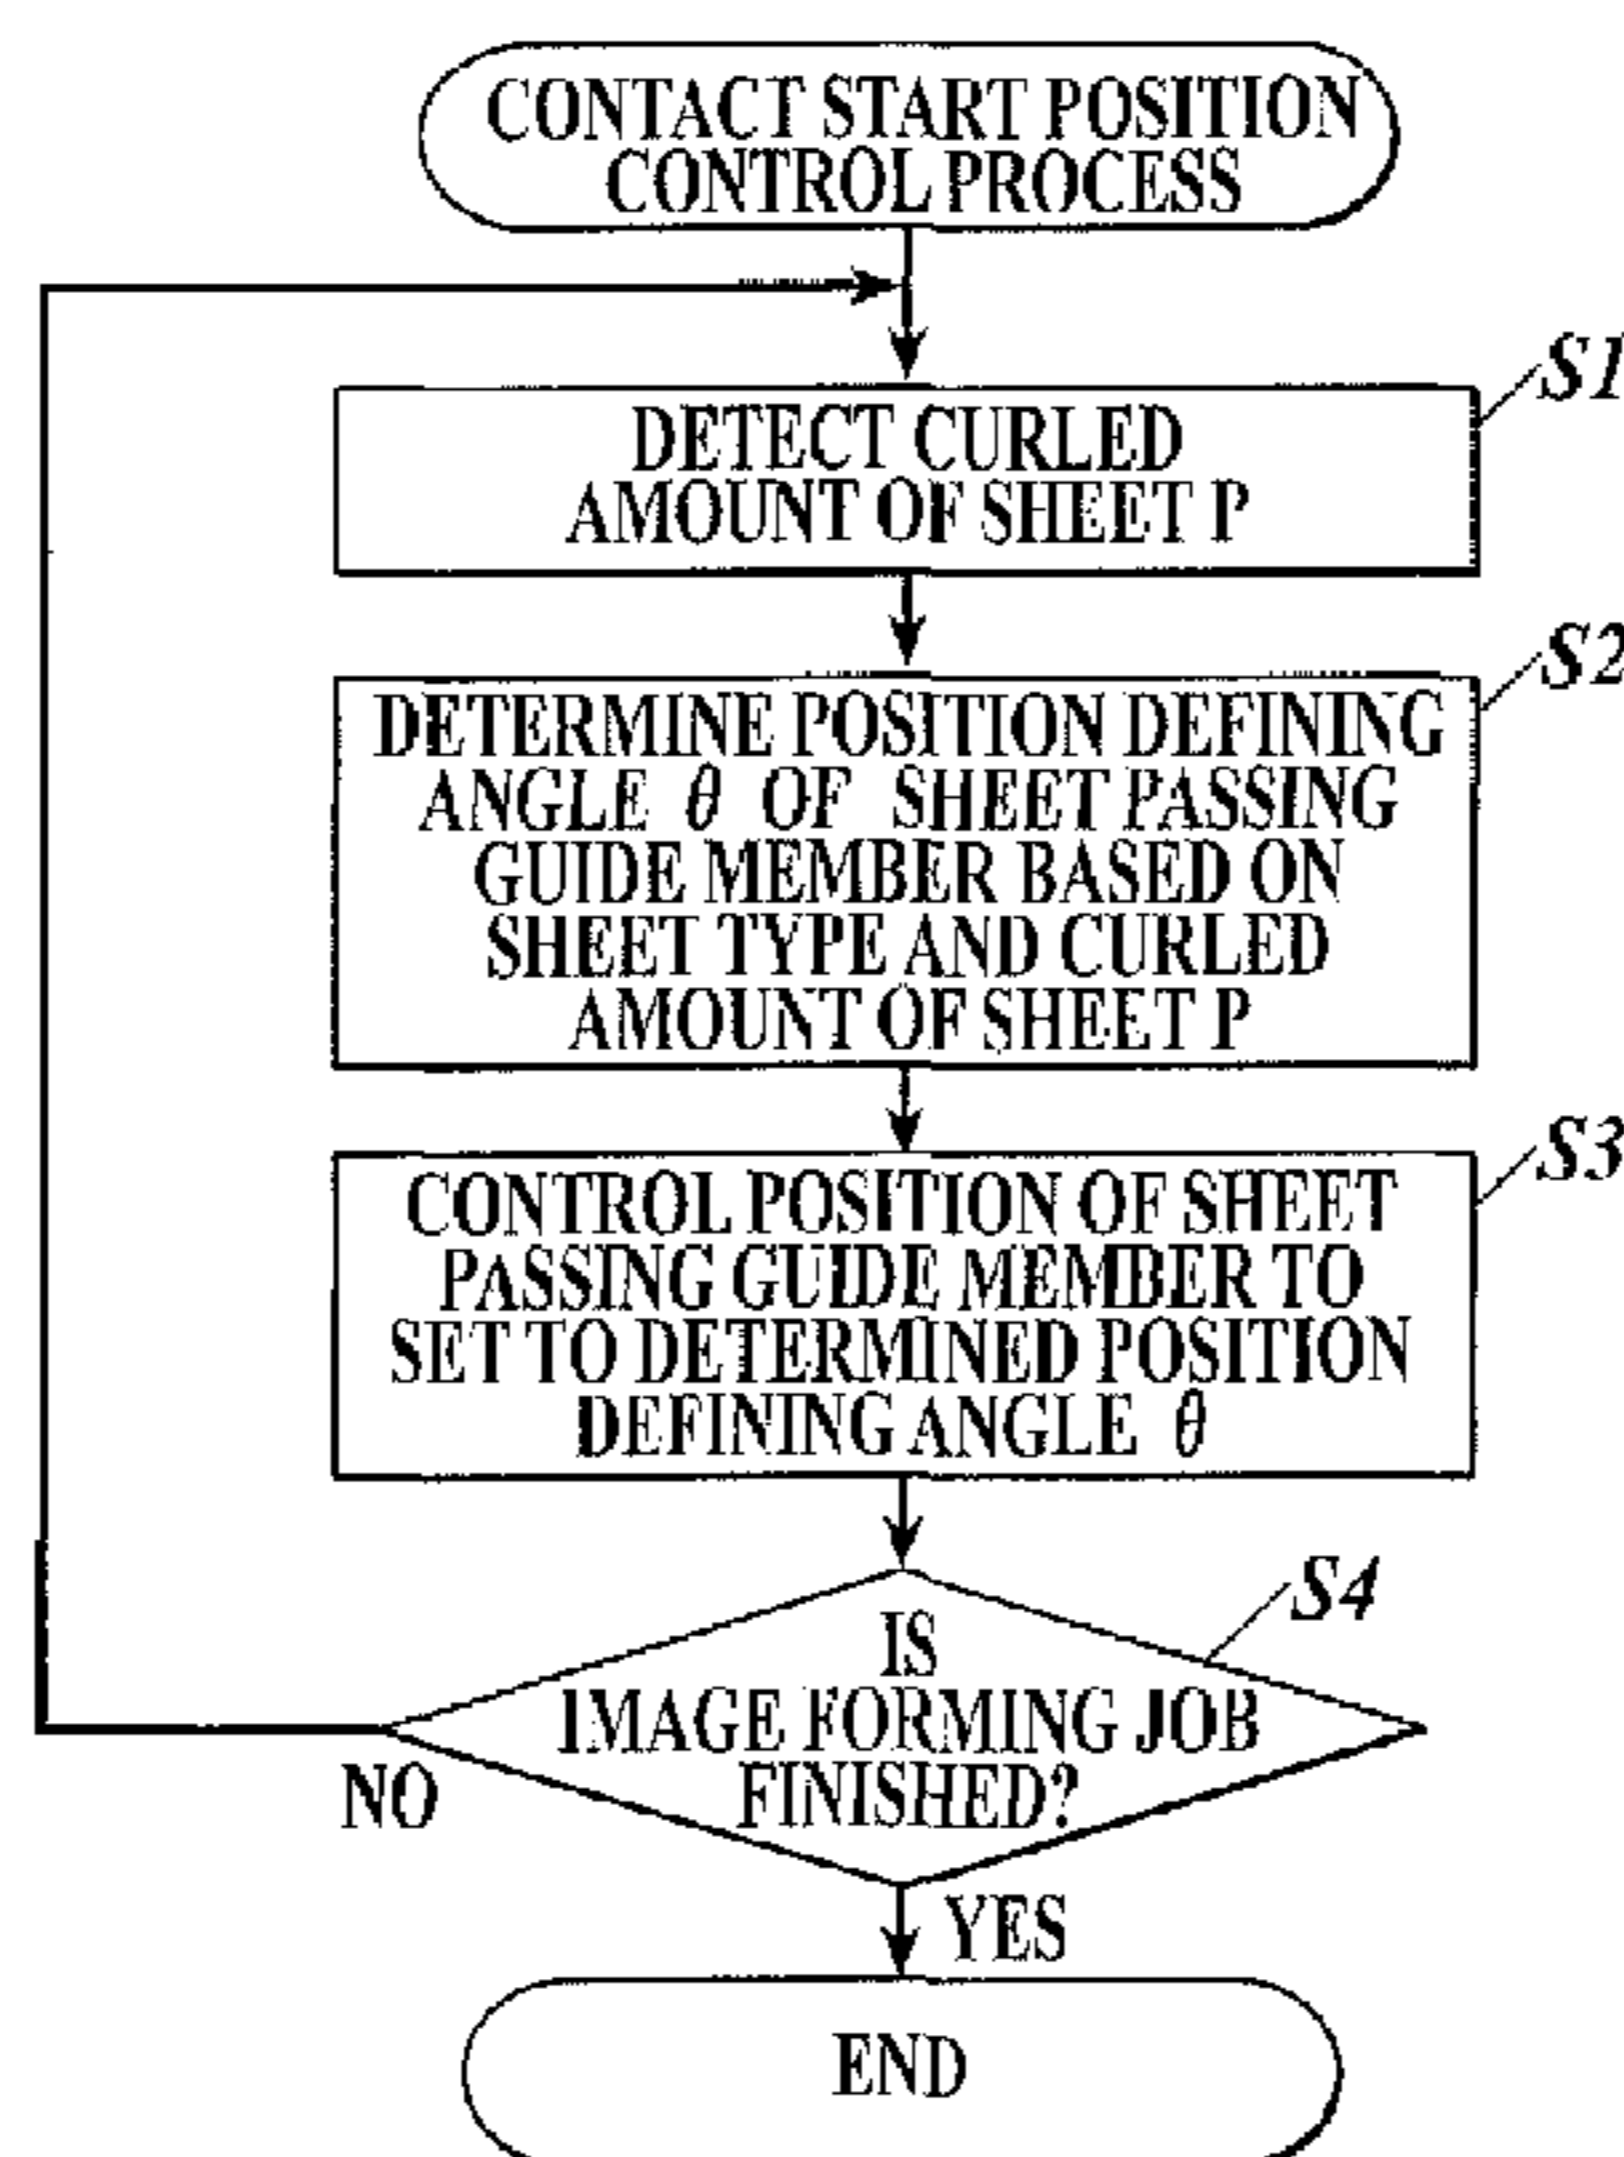 CONTACT START POSITION
CONTROL PROCESS
S1
DETECT CURLED
AMOUNT OF SHEET P
S2
DETERMINE POSITION DEFINING
ANGLE θ OF SHEET PASSING
GUIDE MEMBER BASED ON
SHEET TYPE AND CURLED
AMOUNT OF SHEET P
S3
CONTROL POSITION OF SHEET
PASSING GUIDE MEMBER TO
SET TO DETERMINED POSITION
DEFINING ANGLE θ
S4
IS
IMAGE FORMING JOB
FINISHED?
NO
YES
END